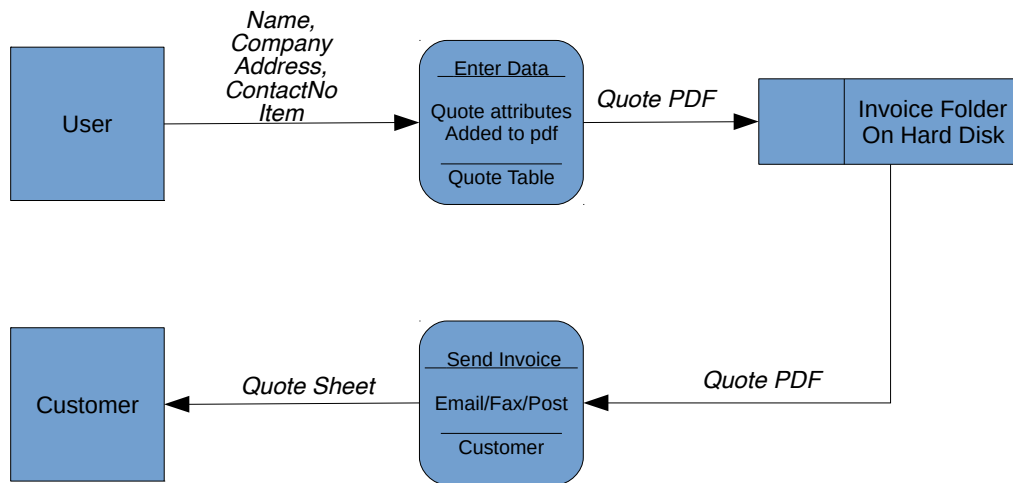 Name,
Company
Address,
ContactNo
Item
User
Enter Data
Quote attributes
Added to pdf
Quote Table
Quote PDF
Invoice Folder
On Hard Disk
Customer
Quote Sheet
Send Invoice
Email/Fax/Post
Customer
Quote PDF